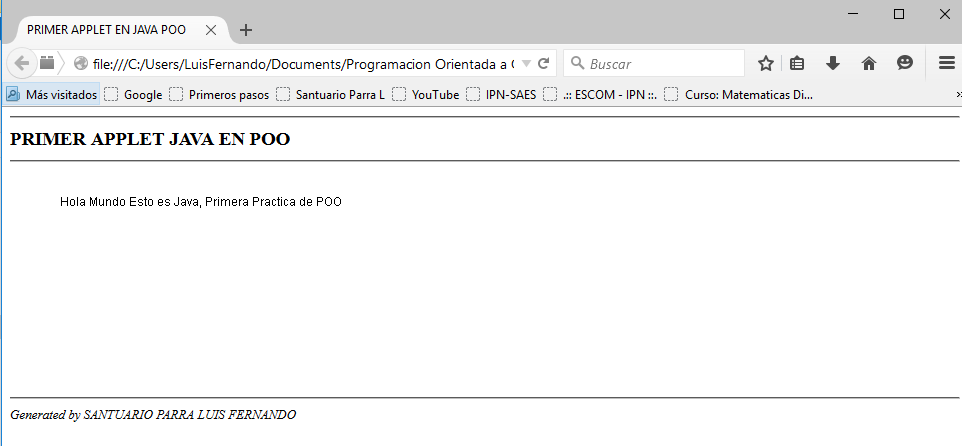 PRIMER APPLET EN JAVA POO
file:///C:/Users/LuisFernando/Documents/Programacion Orientada a
Buscar
Más visitados Google Primeros pasos Santuario Parra L YouTube IPN-SAES .:: ESCOM - IPN ::. Curso: Matematicas Di...
PRIMER APPLET JAVA EN POO
Hola Mundo Esto es Java, Primera Practica de POO
Generated by SANTUARIO PARRA LUIS FERNANDO